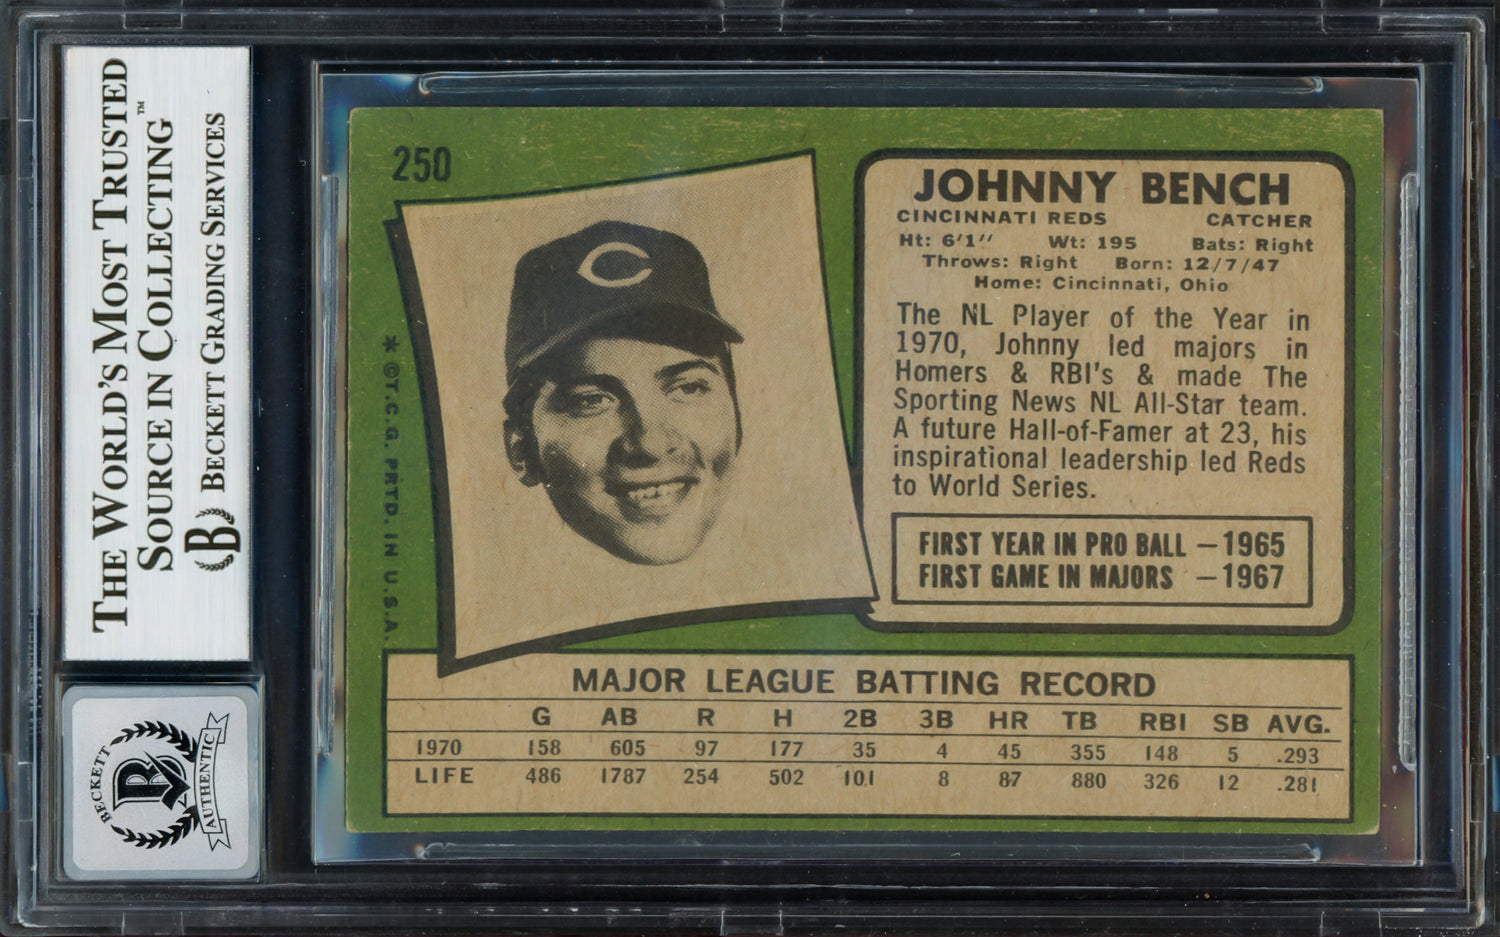 THE WORLD'S MOST TRUSTED
SOURCE IN COLLECTING™
B BECKETT GRADING SERVICES
BECKETT
B
AUTHENTIC
250
C
* ©T.C.G. PRTD. IN U.S.A.
JOHNNY BENCH
CINCINNATI REDS CATCHER
Ht: 6'1'' Wt: 195 Bats: Right
Throws: Right Born: 12/7/47
Home: Cincinnati, Ohio
The NL Player of the Year in
1970, Johnny led majors in
Homers & RBI's & made The
Sporting News NL All-Star team.
A future Hall-of-Famer at 23, his
inspirational leadership led Reds
to World Series.
FIRST YEAR IN PRO BALL — 1965
FIRST GAME IN MAJORS — 1967
MAJOR LEAGUE BATTING RECORD
G AB R H 2B 3B HR TB RBI SB AVG.
1970 158 605 97 177 35 4 45 355 148 5 .293
LIFE 486 1787 254 502 101 8 87 880 326 12 .281